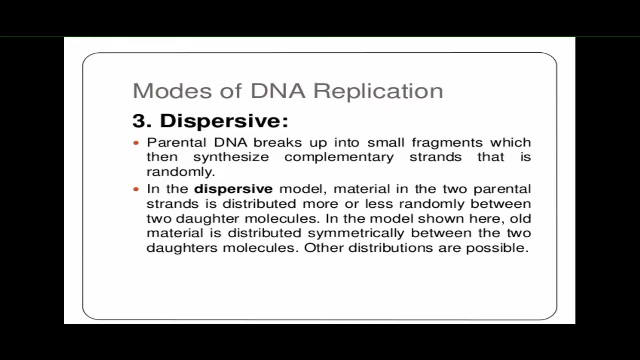 Modes of DNA Replication
3. Dispersive:
• Parental DNA breaks up into small fragments which
then synthesize complementary strands that is
randomly.
• In the dispersive model, material in the two parental
strands is distributed more or less randomly between
two daughter molecules. In the model shown here, old
material is distributed symmetrically between the two
daughters molecules. Other distributions are possible.